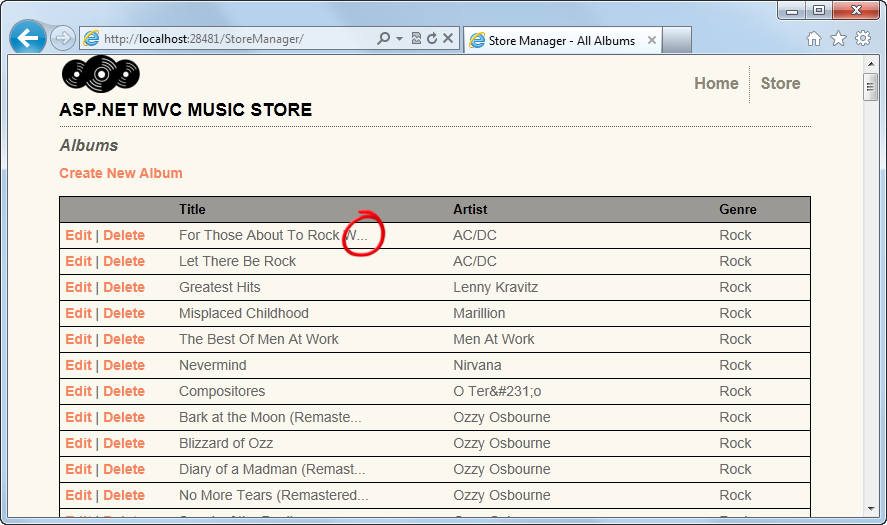 http://localhost:28481/StoreManager/
Store Manager - All Albums
Home
Store
ASP.NET MVC MUSIC STORE
Albums
Create New Album
Title Artist Genre
Edit | Delete For Those About To Rock W... AC/DC Rock
Edit | Delete Let There Be Rock AC/DC Rock
Edit | Delete Greatest Hits Lenny Kravitz Rock
Edit | Delete Misplaced Childhood Marillion Rock
Edit | Delete The Best Of Men At Work Men At Work Rock
Edit | Delete Nevermind Nirvana Rock
Edit | Delete Compositores O Ter&#231;o Rock
Edit | Delete Bark at the Moon (Remaste... Ozzy Osbourne Rock
Edit | Delete Blizzard of Ozz Ozzy Osbourne Rock
Edit | Delete Diary of a Madman (Remast... Ozzy Osbourne Rock
Edit | Delete No More Tears (Remastered... Ozzy Osbourne Rock